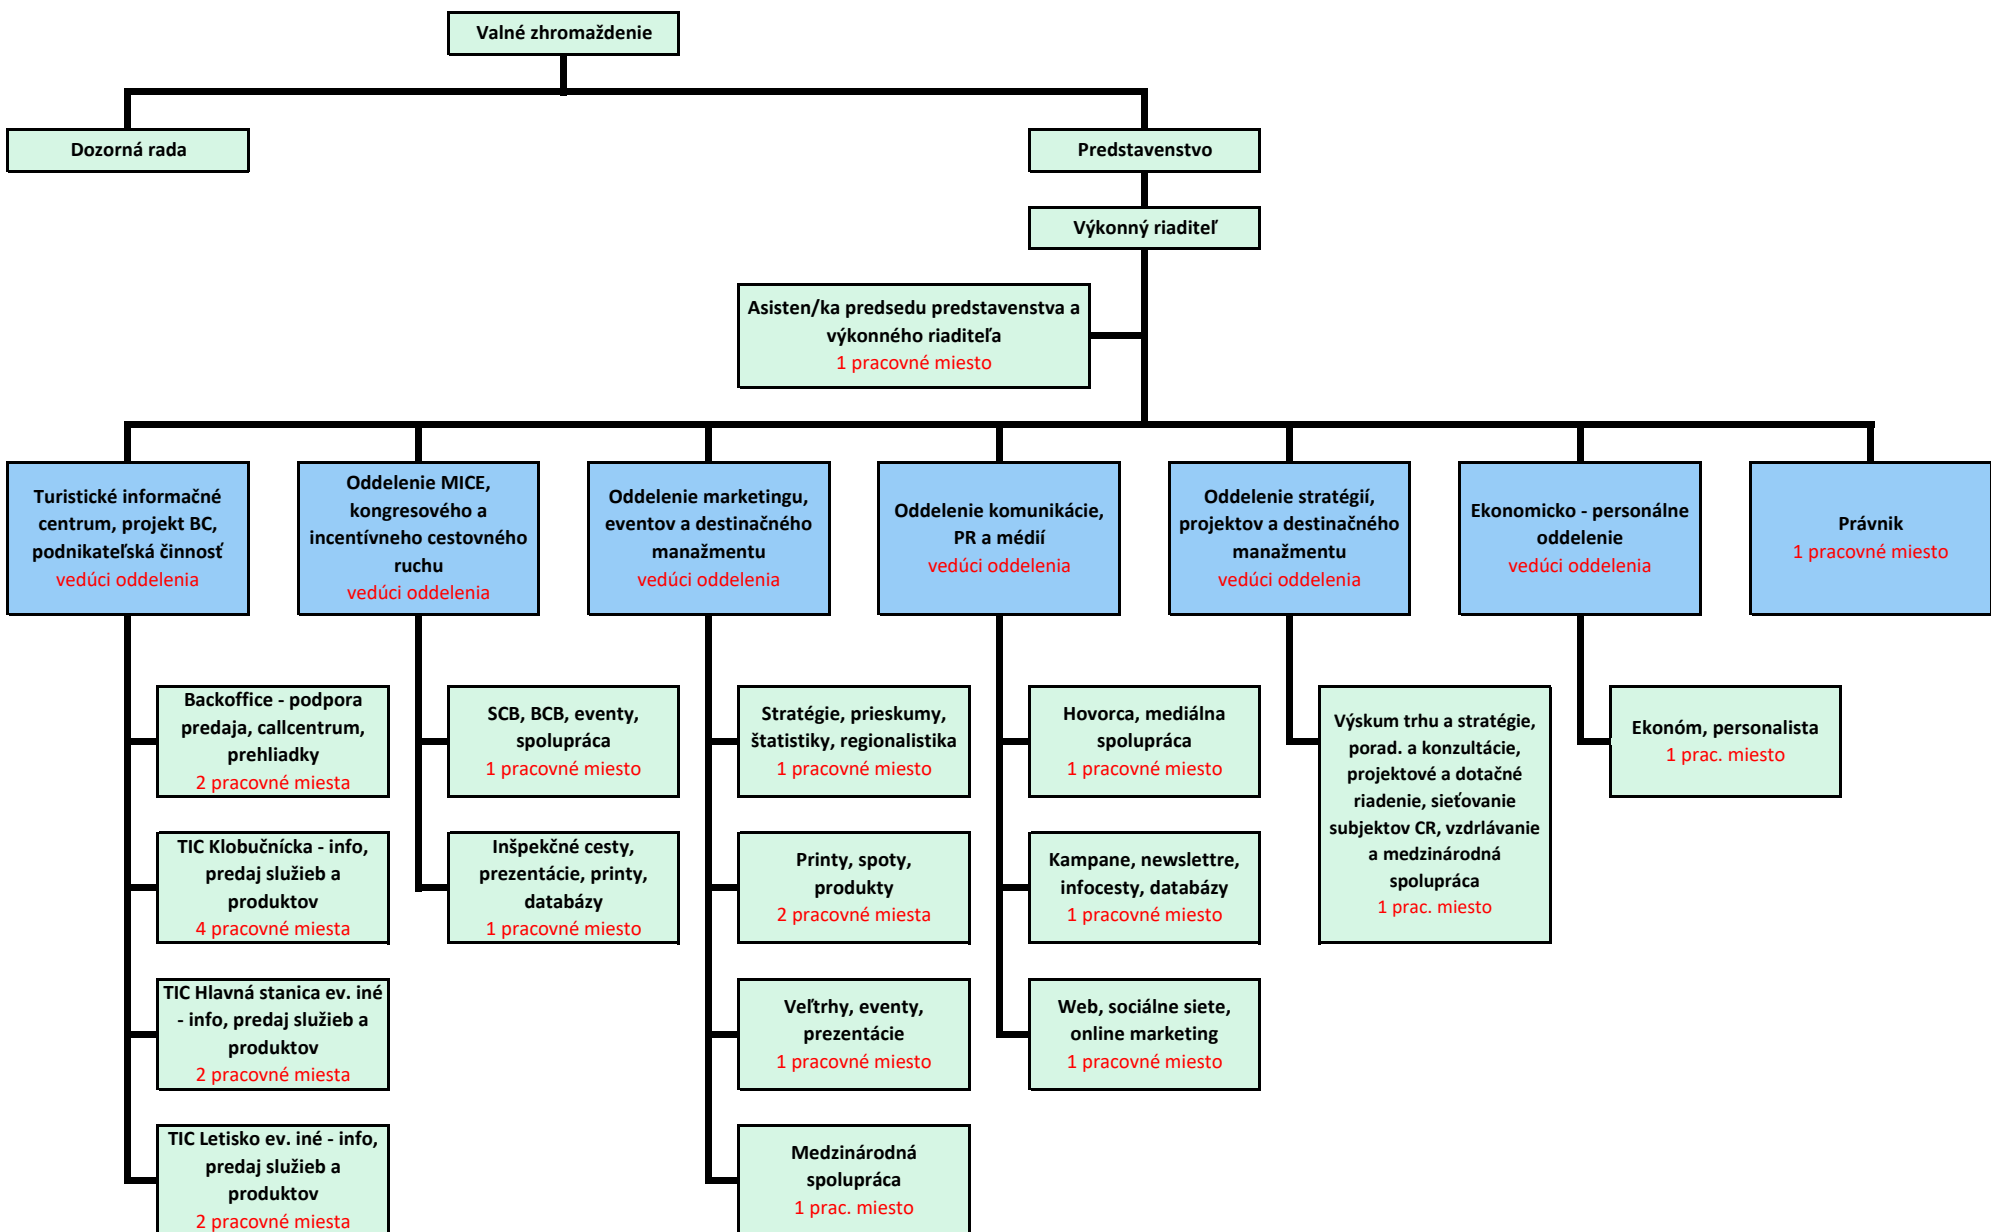 Valné zhromaždenie
Dozorná rada
Predstavenstvo
Výkonný riaditeľ
Asisten/ka predsedu predstavenstva a
výkonného riaditeľa
1 pracovné miesto
Turistické informačné
centrum, projekt BC,
podnikateľská činnosť
vedúci oddelenia
Oddelenie MICE,
kongresového a
incentívneho cestovného
ruchu
vedúci oddelenia
Oddelenie marketingu,
eventov a destinačného
manažmentu
vedúci oddelenia
Oddelenie komunikácie,
PR a médií
vedúci oddelenia
Oddelenie stratégií,
projektov a destinačného
manažmentu
vedúci oddelenia
Ekonomicko - personálne
oddelenie
vedúci oddelenia
Právnik
1 pracovné miesto
Backoffice - podpora
predaja, callcentrum,
prehliadky
2 pracovné miesta
SCB, BCB, eventy,
spolupráca
1 pracovné miesto
Stratégie, prieskumy,
štatistiky, regionalistika
1 pracovné miesto
Hovorca, mediálna
spolupráca
1 pracovné miesto
Výskum trhu a stratégie,
porad. a konzultácie,
projektové a dotačné
riadenie, sieťovanie
subjektov CR, vzdrlávanie
a medzinárodná
spolupráca
1 prac. miesto
Ekonóm, personalista
1 prac. miesto
TIC Klobučnícka - info,
predaj služieb a
produktov
4 pracovné miesta
Inšpekčné cesty,
prezentácie, printy,
databázy
1 pracovné miesto
Printy, spoty,
produkty
2 pracovné miesta
Kampane, newslettre,
infocesty, databázy
1 pracovné miesto
TIC Hlavná stanica ev. iné
- info, predaj služieb a
produktov
2 pracovné miesta
Veľtrhy, eventy,
prezentácie
1 pracovné miesto
Web, sociálne siete,
online marketing
1 pracovné miesto
TIC Letisko ev. iné - info,
predaj služieb a
produktov
2 pracovné miesta
Medzinárodná
spolupráca
1 prac. miesto